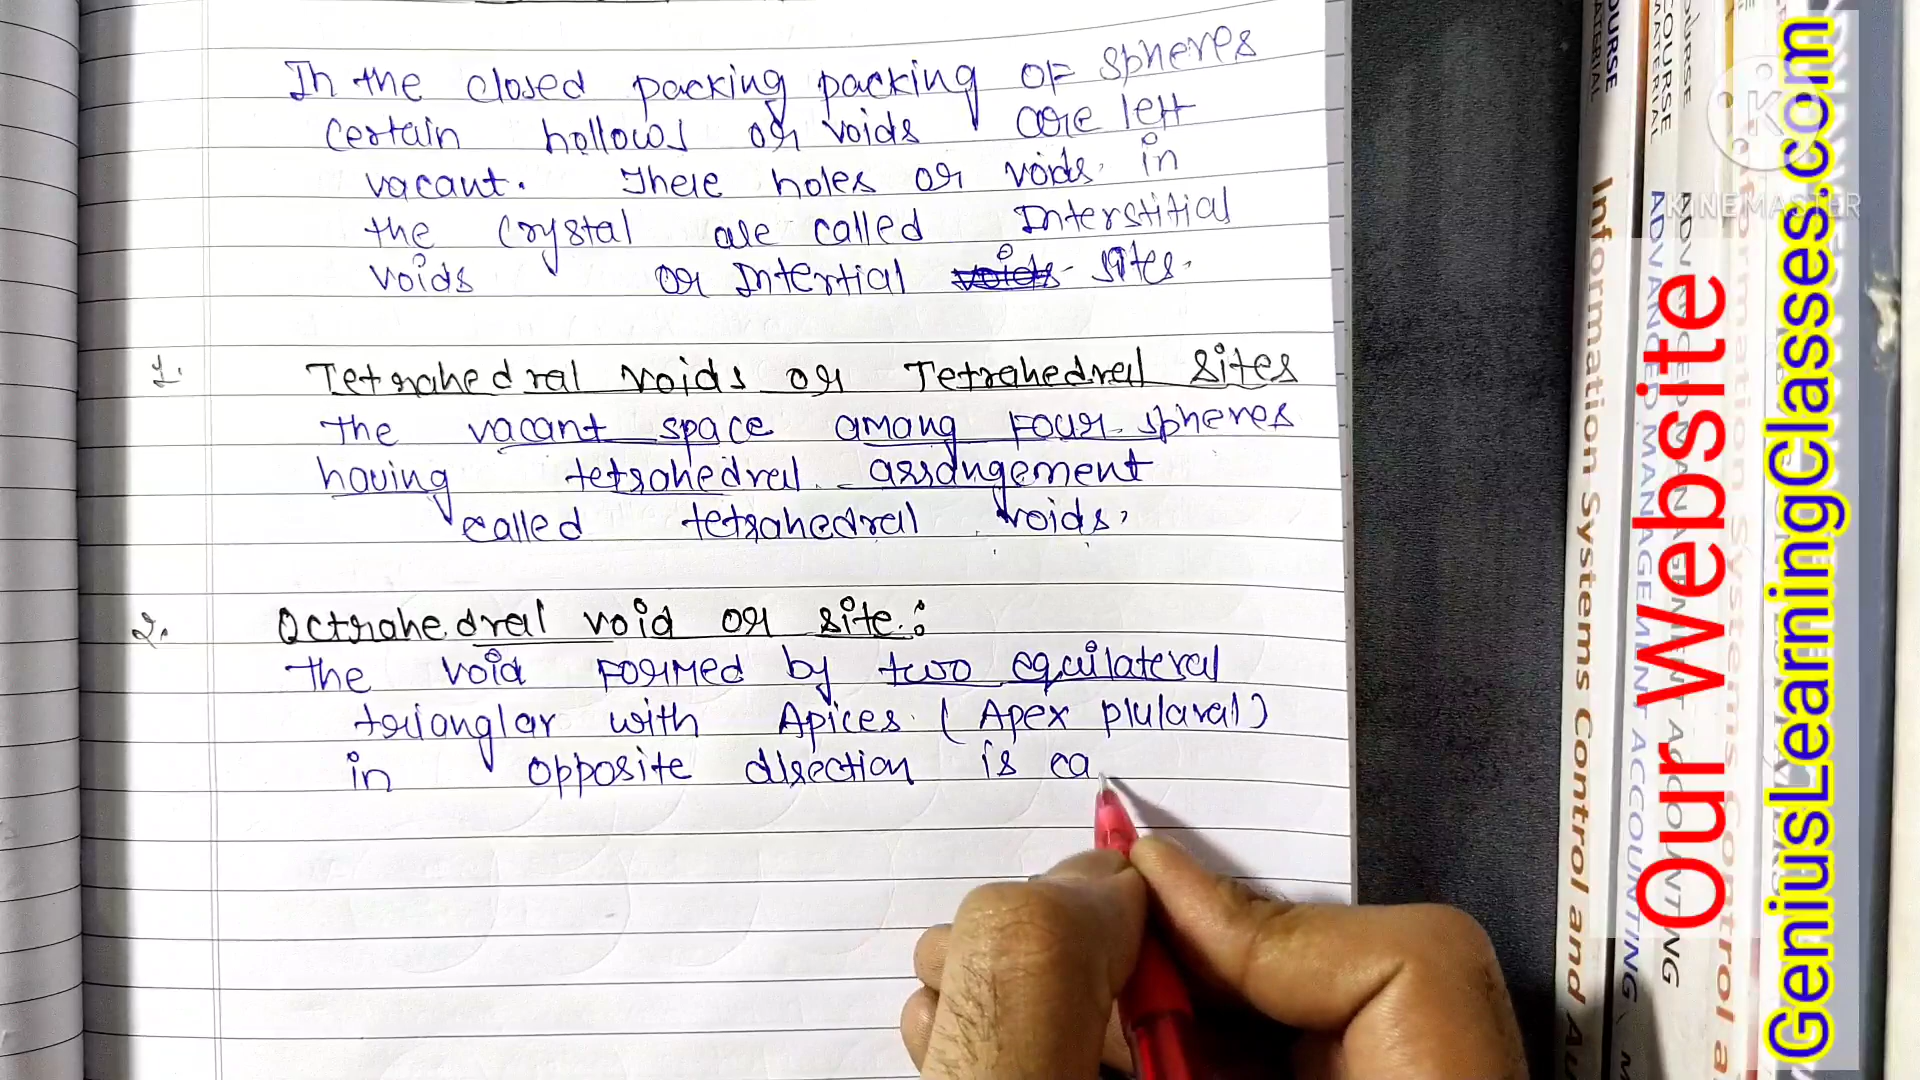 In the closed packing packing of spheres
certain hollows or voids are left
vacant. These holes or voids in
the crystal are called Interstitial
voids or Intertial voids sites.
1. Tetrahedral voids or Tetrahedral sites
The vacant space amang Four spheres
having tetrahedral arrangement
called tetrahedral voids.
2. Octrahedral void or site:
The void formed by two equilateral
trianglar with Apices (Apex plularal)
in opposite direction is ca
KINEMASTER
Our Website
GeniusLearningClasses.com
COURSE
MATERIAL
Information Systems Control and Au
ADVANCED MANAGEMENT ACCOUNTING